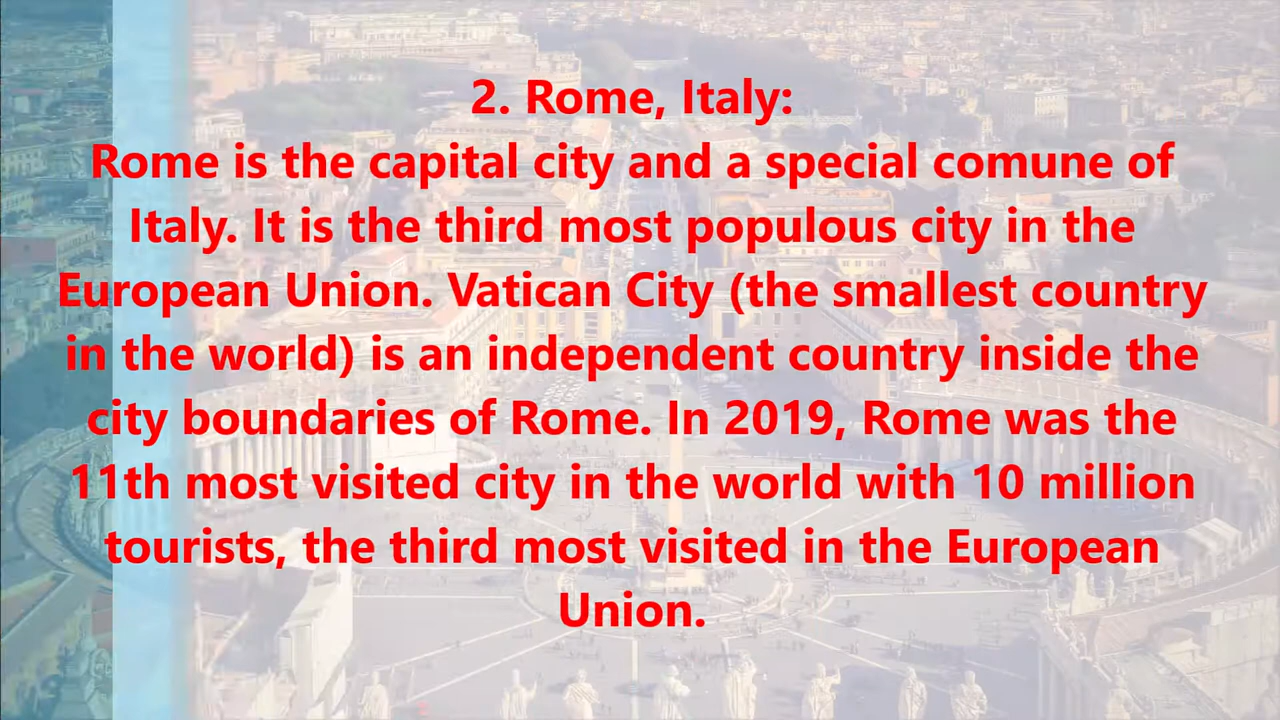 2. Rome, Italy:
Rome is the capital city and a special comune of
Italy. It is the third most populous city in the
European Union. Vatican City (the smallest country
in the world) is an independent country inside the
city boundaries of Rome. In 2019, Rome was the
11th most visited city in the world with 10 million
tourists, the third most visited in the European
Union.